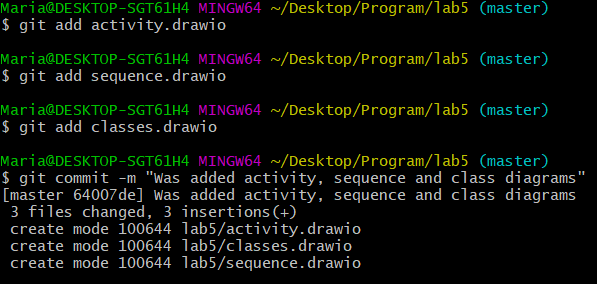 Maria@DESKTOP-SGT61H4 MINGW64 ~/Desktop/Program/lab5 (master)
$ git add activity.drawio
Maria@DESKTOP-SGT61H4 MINGW64 ~/Desktop/Program/lab5 (master)
$ git add sequence.drawio
Maria@DESKTOP-SGT61H4 MINGW64 ~/Desktop/Program/lab5 (master)
$ git add classes.drawio
Maria@DESKTOP-SGT61H4 MINGW64 ~/Desktop/Program/lab5 (master)
$ git commit -m "Was added activity, sequence and class diagrams"
[master 64007de] Was added activity, sequence and class diagrams
 3 files changed, 3 insertions(+)
 create mode 100644 lab5/activity.drawio
 create mode 100644 lab5/classes.drawio
 create mode 100644 lab5/sequence.drawio